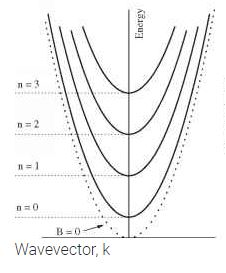 Energy
n = 3
n = 2
n = 1
n = 0
B = 0
Wavevector, k